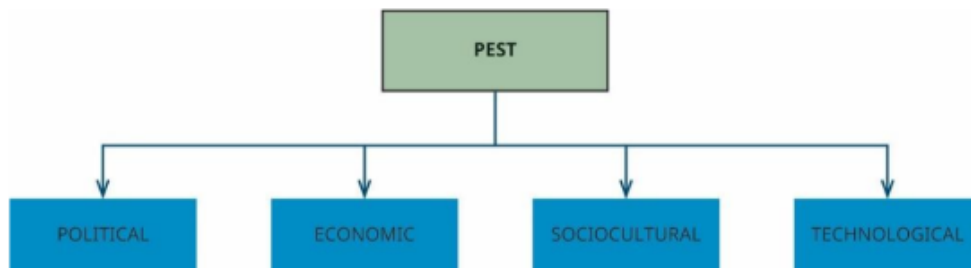 PEST
POLITICAL
ECONOMIC
SOCIOCULTURAL
TECHNOLOGICAL